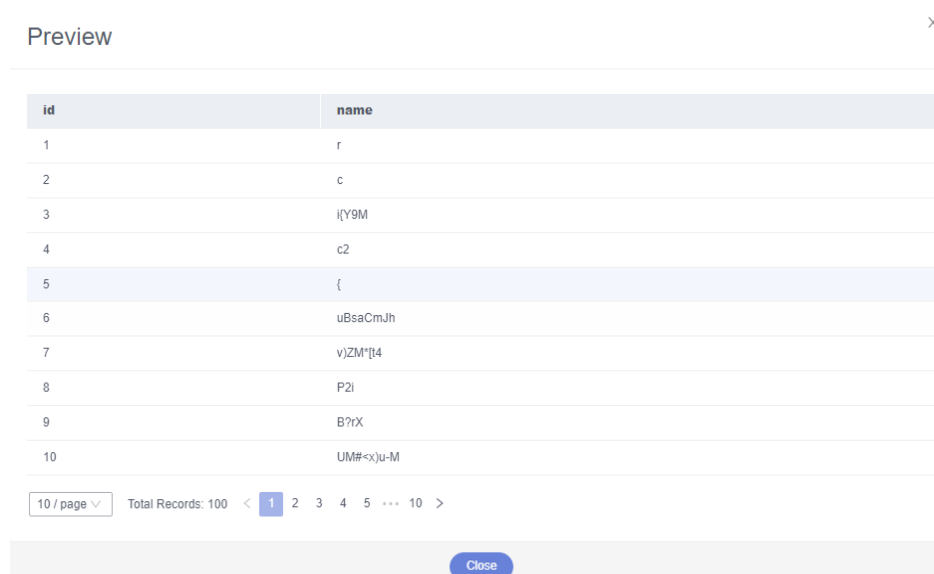 Preview
id name
1 r
2 c
3 i{Y9M
4 c2
5 {
6 uBsaCmJh
7 v)ZM*[t4
8 P2i
9 B?rX
10 UM#<x)u-M
10 / page Total Records: 100 < 1 2 3 4 5 ••• 10 >
Close